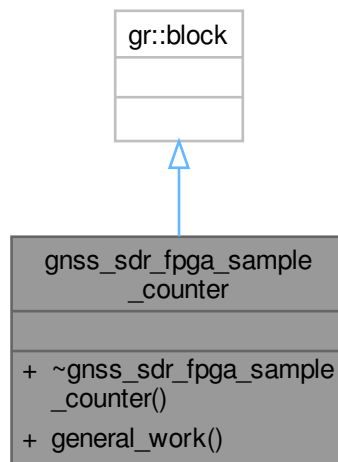 gr::block
gnss_sdr_fpga_sample
_counter
+ ~gnss_sdr_fpga_sample
_counter()
+ general_work()